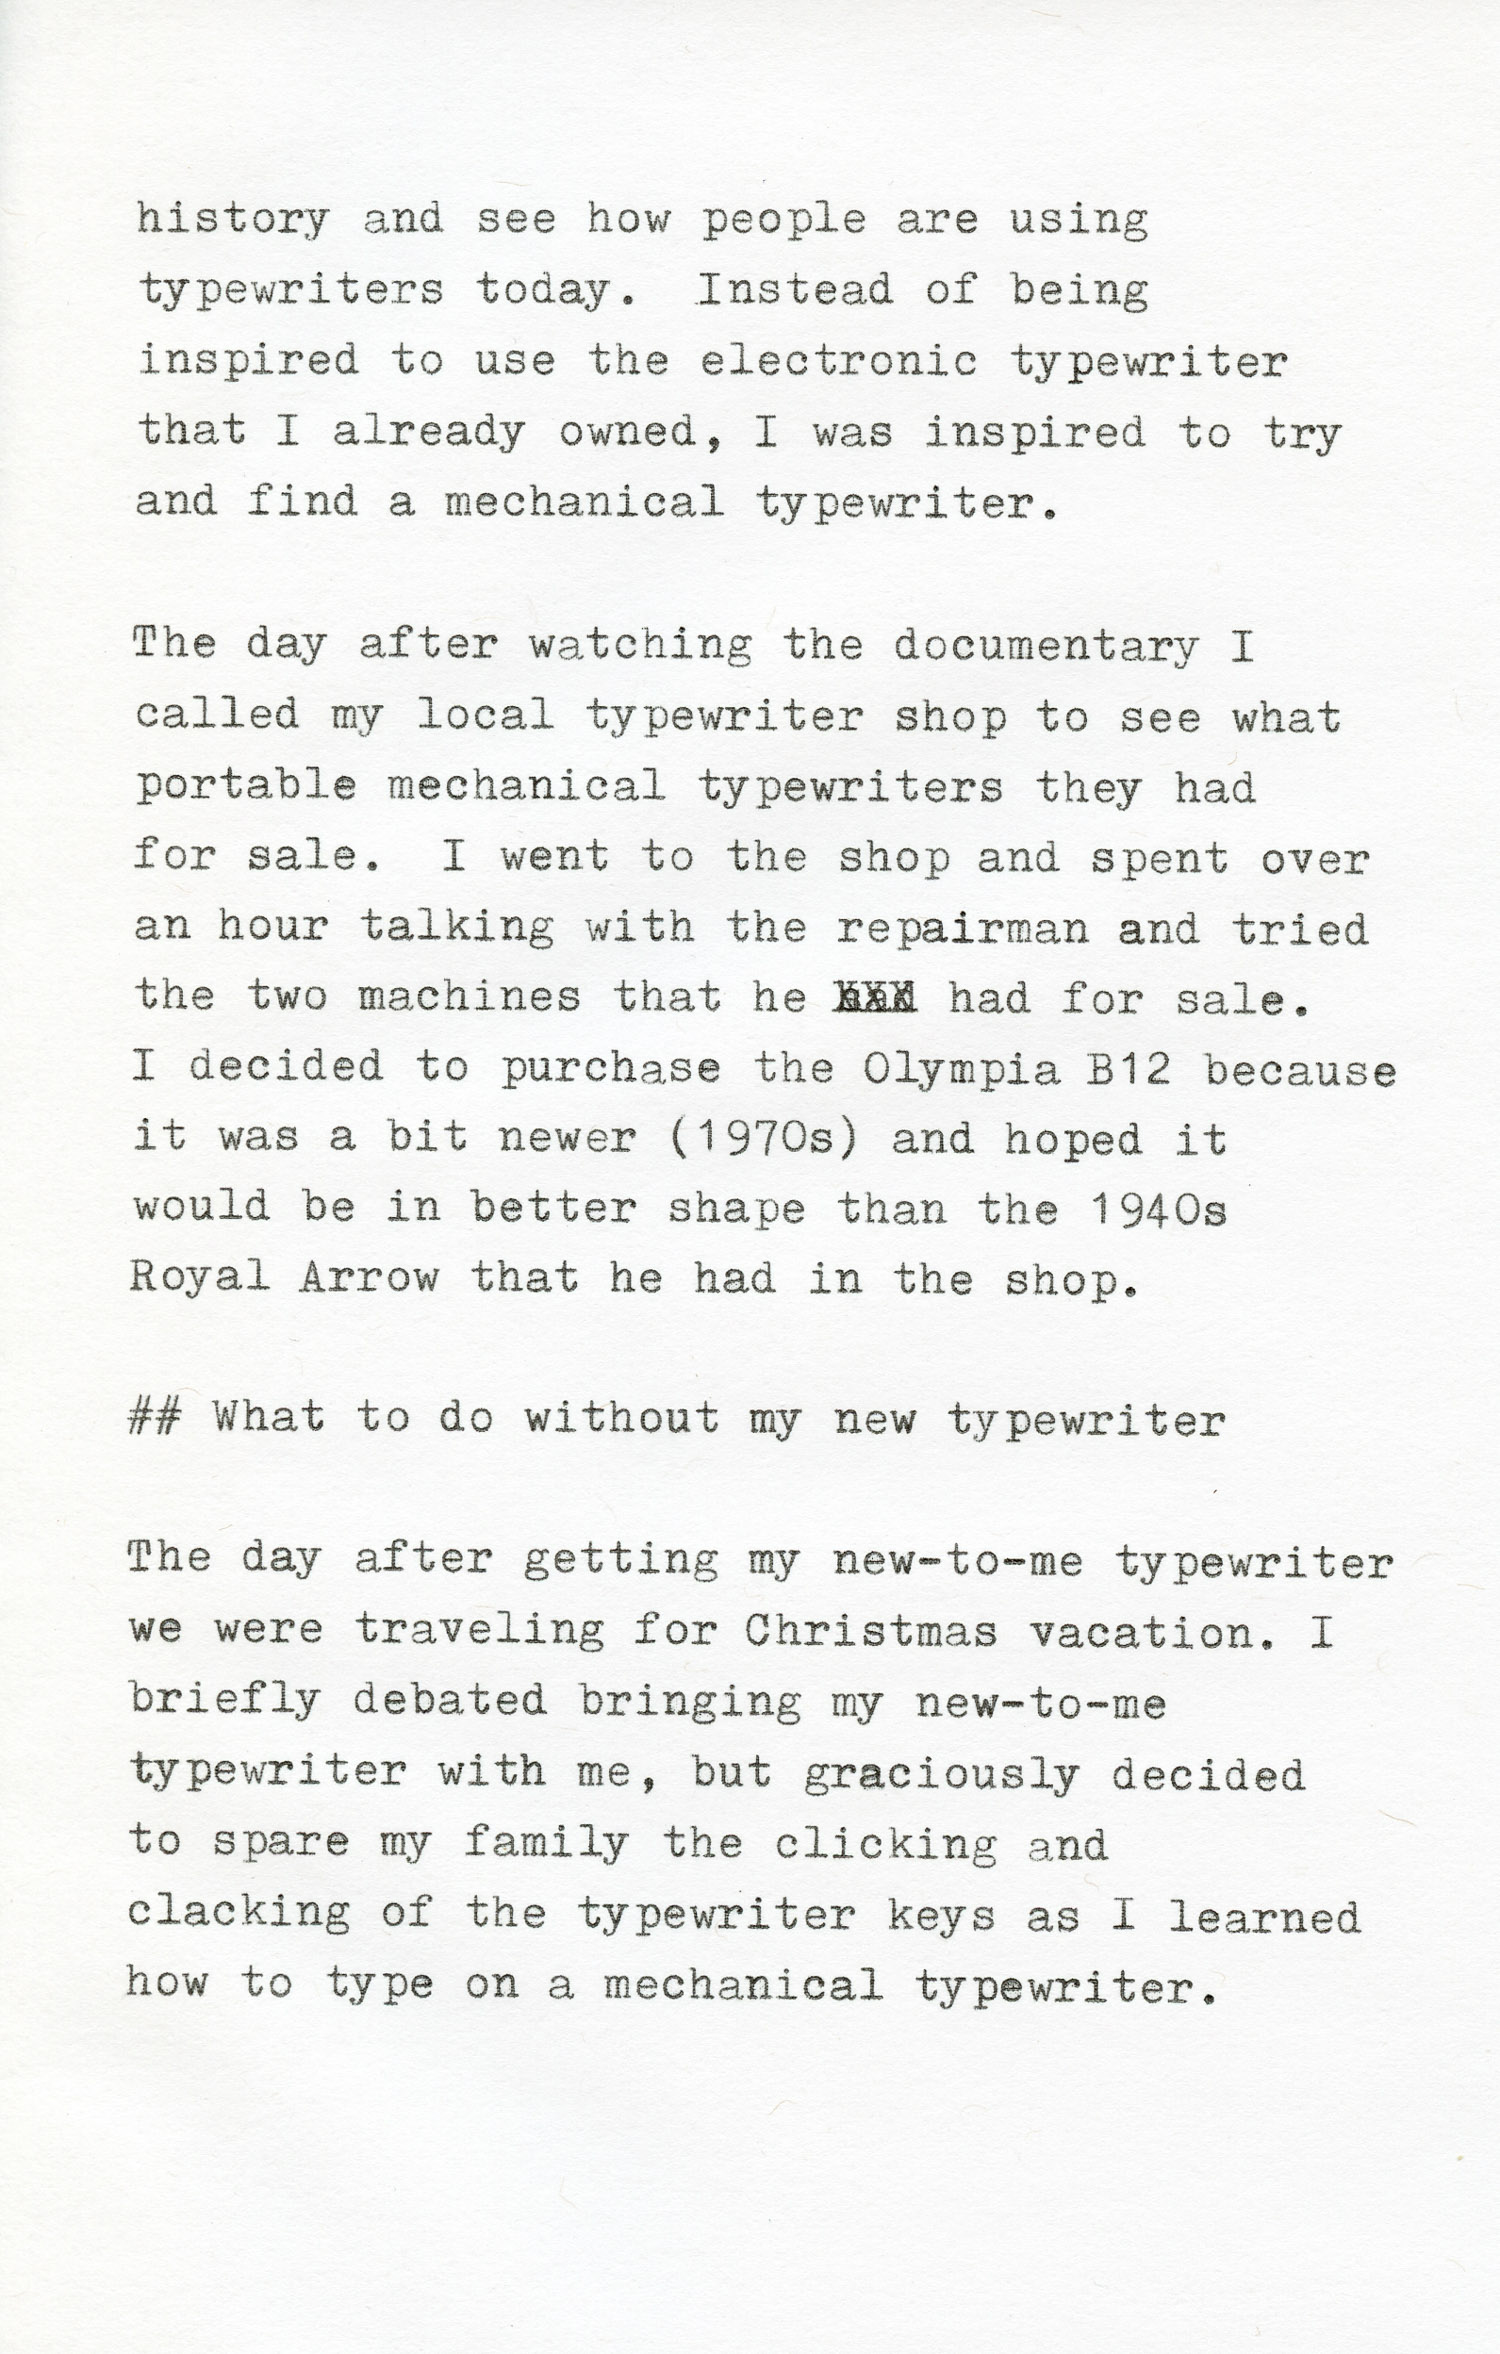 history and see how people are using
typewriters today.  Instead of being
inspired to use the electronic typewriter
that I already owned, I was inspired to try
and find a mechanical typewriter.

The day after watching the documentary I
called my local typewriter shop to see what
portable mechanical typewriters they had
for sale.  I went to the shop and spent over
an hour talking with the repairman and tried
the two machines that he had for sale.
I decided to purchase the Olympia B12 because
it was a bit newer (1970s) and hoped it
would be in better shape than the 1940s
Royal Arrow that he had in the shop.

## What to do without my new typewriter

The day after getting my new-to-me typewriter
we were traveling for Christmas vacation. I
briefly debated bringing my new-to-me
typewriter with me, but graciously decided
to spare my family the clicking and
clacking of the typewriter keys as I learned
how to type on a mechanical typewriter.